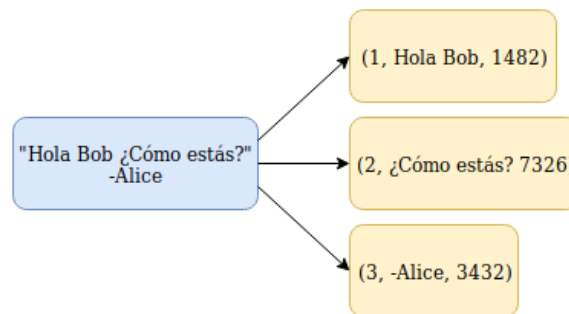 (1, Hola Bob, 1482)
"Hola Bob ¿Cómo estás?"
-Alice
(2, ¿Cómo estás? 7326
(3, -Alice, 3432)